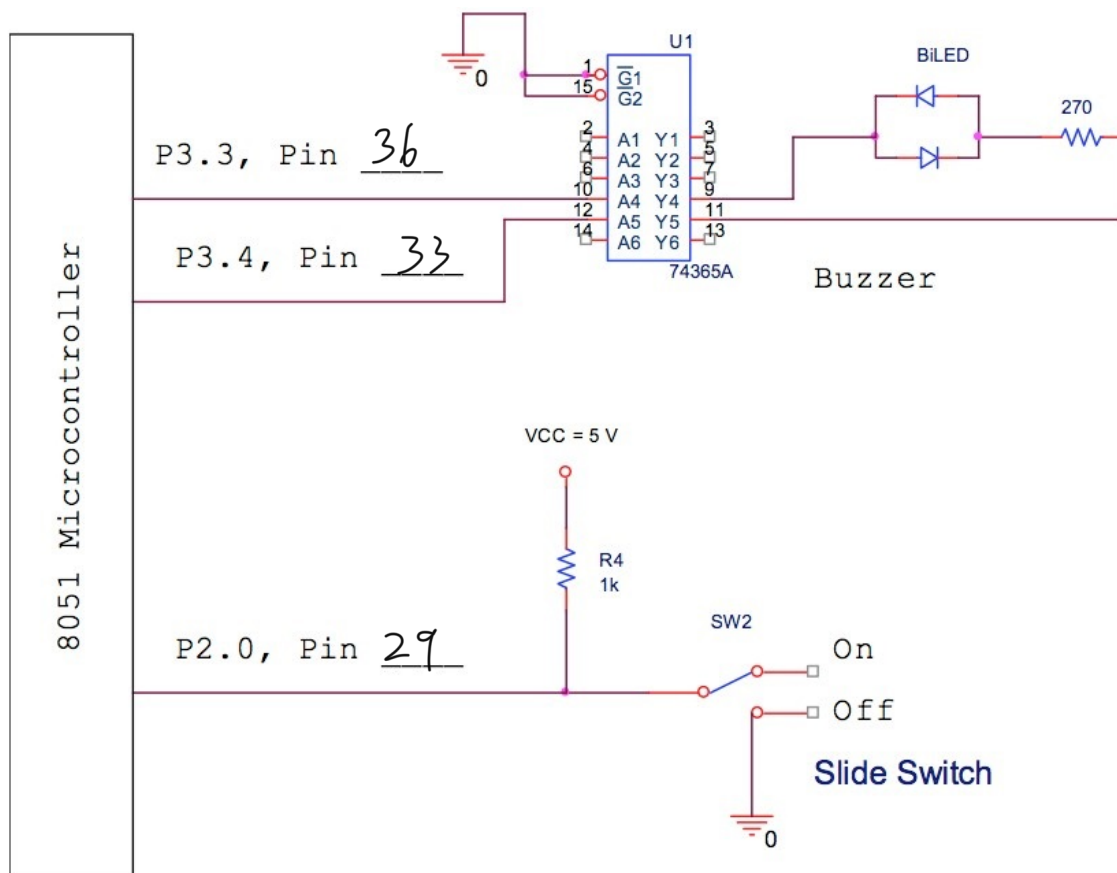 U1
BiLED
0
1 G1
15 G2
270
2 A1 Y1 3
4 A2 Y2 5
6 A3 Y3 7
P3.3, Pin 36
10 A4 Y4 9
12 A5 Y5 11
14 A6 Y6 13
P3.4, Pin 33
74365A
Buzzer
8051 Microcontroller
VCC = 5 V
R4
1k
SW2
P2.0, Pin 29
On
Off
Slide Switch
0